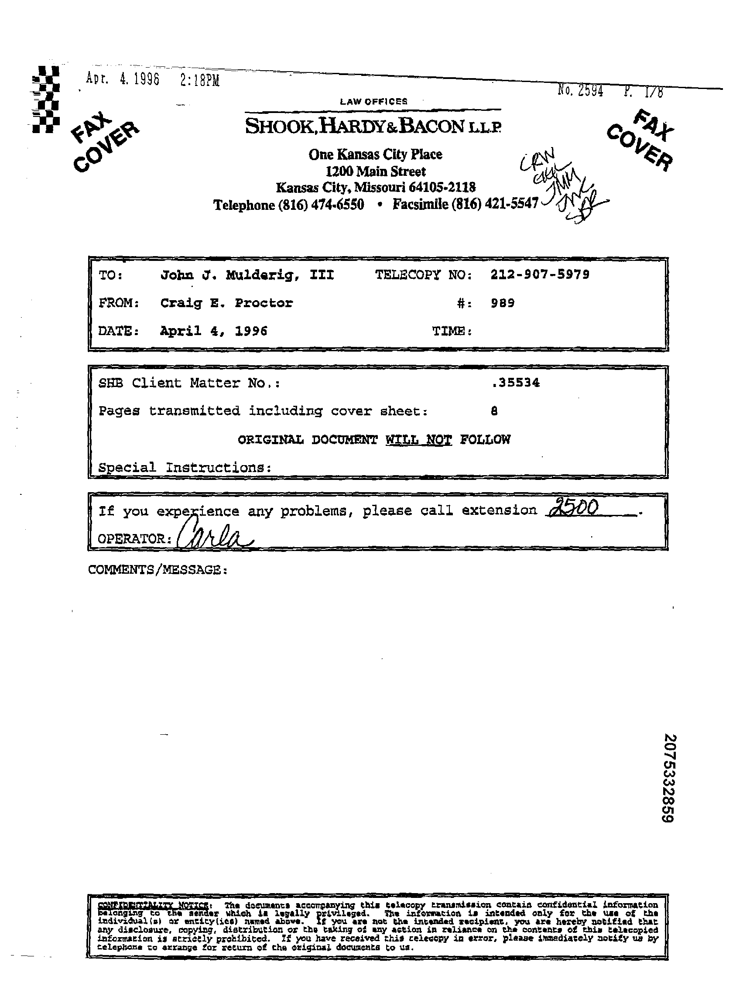 Apr. 4. 1996 2:18PM
No. 2594 P. 1/8
LAW OFFICES
FAX COVER
SHOOK, HARDY & BACON L.L.P.
FAX COVER
One Kansas City Place
1200 Main Street
Kansas City, Missouri 64105-2118
Telephone (816) 474-6550 • Facsimile (816) 421-5547
CRW
JMM
TO: John J. Mulderig, III TELECOPY NO: 212-907-5979
FROM: Craig E. Proctor #: 989
DATE: April 4, 1996 TIME:
SHB Client Matter No.: .35534
Pages transmitted including cover sheet: 8
ORIGINAL DOCUMENT WILL NOT FOLLOW
Special Instructions:
If you experience any problems, please call extension 2500.
OPERATOR: Carla
COMMENTS/MESSAGE:
2075332859
CONFIDENTIALITY NOTICE: The documents accompanying this telecopy transmission contain confidential information
belonging to the sender which is legally privileged. The information is intended only for the use of the
individual(s) or entity(ies) named above. If you are not the intended recipient, you are hereby notified that
any disclosure, copying, distribution or the taking of any action in reliance on the contents of this telecopied
information is strictly prohibited. If you have received this telecopy in error, please immediately notify us by
telephone to arrange for return of the original documents to us.